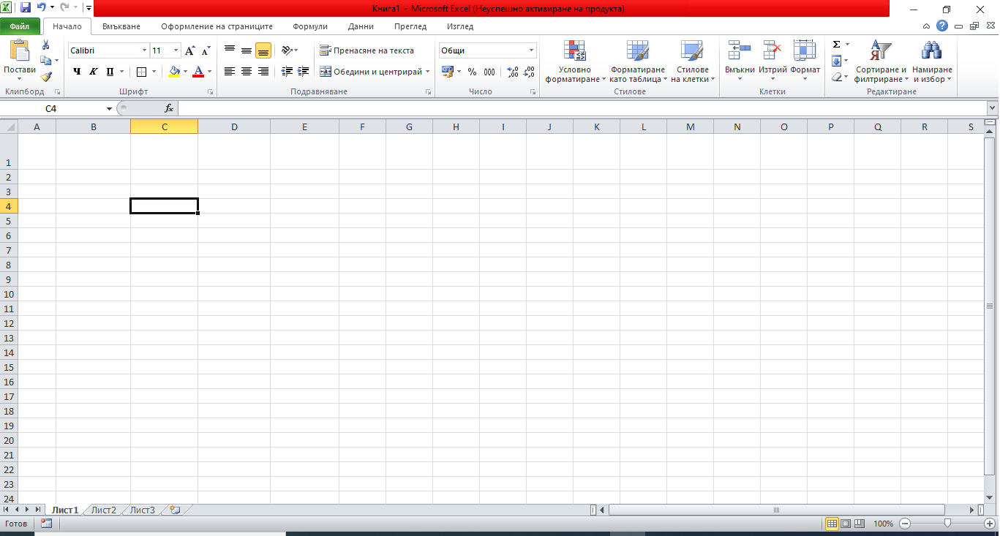 Книга1 - Microsoft Excel (Неуспешно активиране на продукта)
Файл Начало Вмъкване Оформление на страниците Формули Данни Преглед Изглед
Постави
Клипборд
Calibri 11
Ч К П
Шрифт
Пренасяне на текста
Обедини и центрирай
Подравняване
Общи
% 000 ,00 ,0 ,0 ,00
Число
Условно форматиране
Форматиране като таблица
Стилове на клетки
Стилове
Вмъкни Изтрий Формат
Клетки
Σ
Сортиране и филтриране
Намиране и избор
Редактиране
C4 fx
A B C D E F G H I J K L M N O P Q R S
1
2
3
4
5
6
7
8
9
10
11
12
13
14
15
16
17
18
19
20
21
22
23
24
Лист1 Лист2 Лист3
Готов 100%